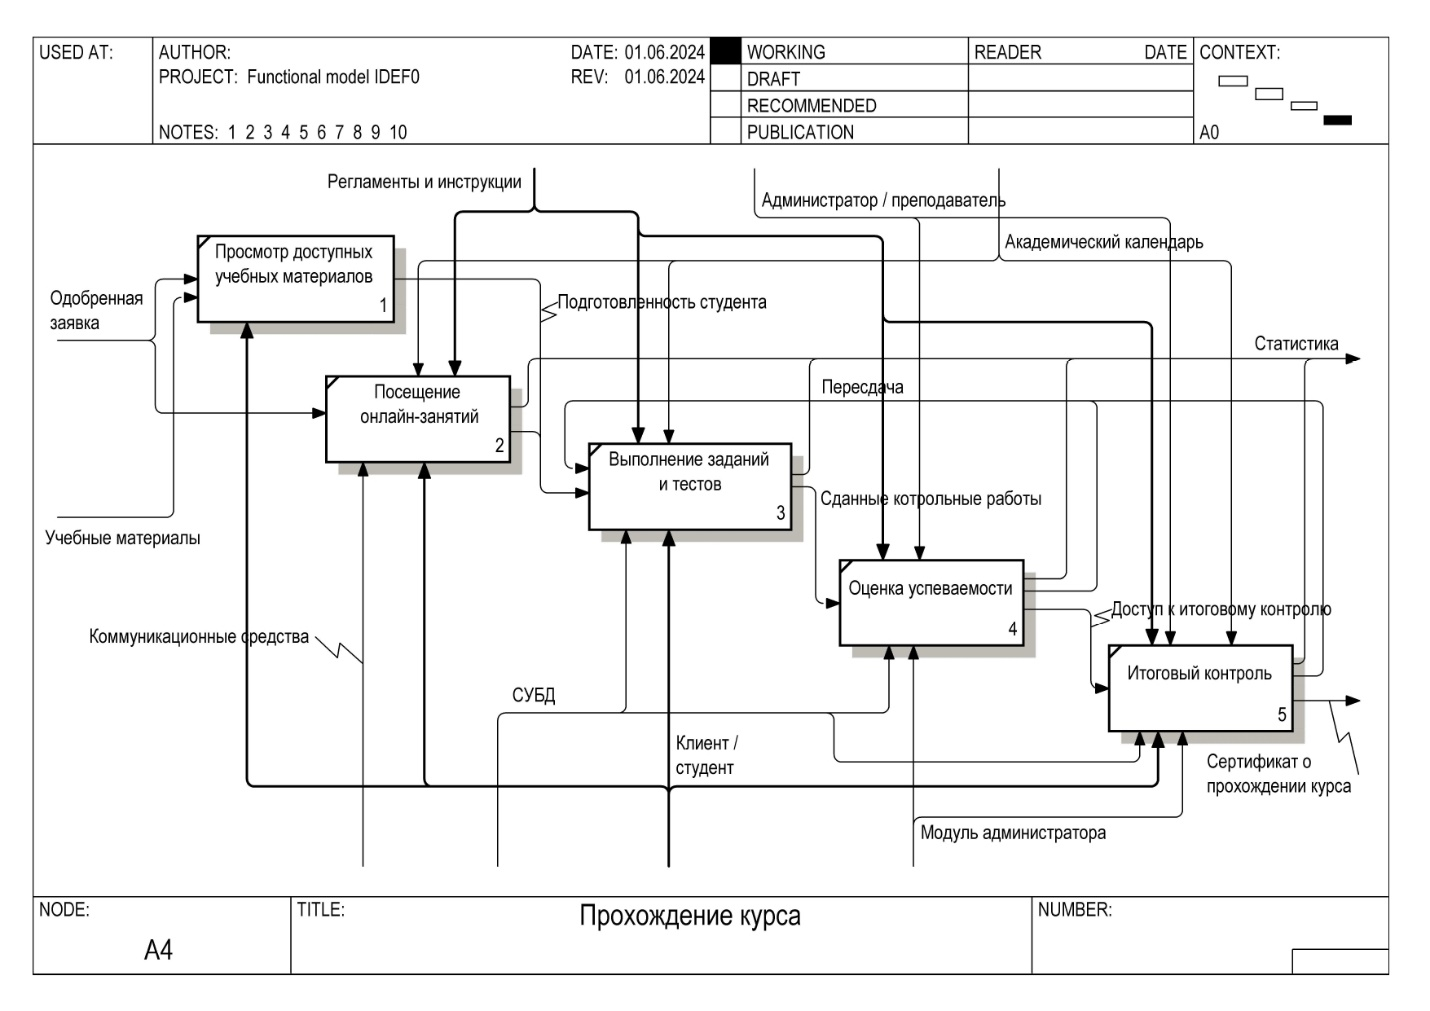 USED AT:
AUTHOR:
DATE: 01.06.2024
PROJECT: Functional model IDEF0
REV: 01.06.2024
NOTES: 1 2 3 4 5 6 7 8 9 10
WORKING
DRAFT
RECOMMENDED
PUBLICATION
READER DATE
CONTEXT:
A0
Регламенты и инструкции
Администратор / преподаватель
Академический календарь
Просмотр доступных
учебных материалов
1
Одобренная
заявка
Подготовленность студента
Статистика
Посещение
онлайн-занятий
2
Пересдача
Выполнение заданий
и тестов
3
Сданные котрольные работы
Учебные материалы
Оценка успеваемости
4
Доступ к итоговому контролю
Коммуникационные средства
Итоговый контроль
5
СУБД
Клиент /
студент
Сертификат о
прохождении курса
Модуль администратора
NODE:
A4
TITLE:
Прохождение курса
NUMBER: